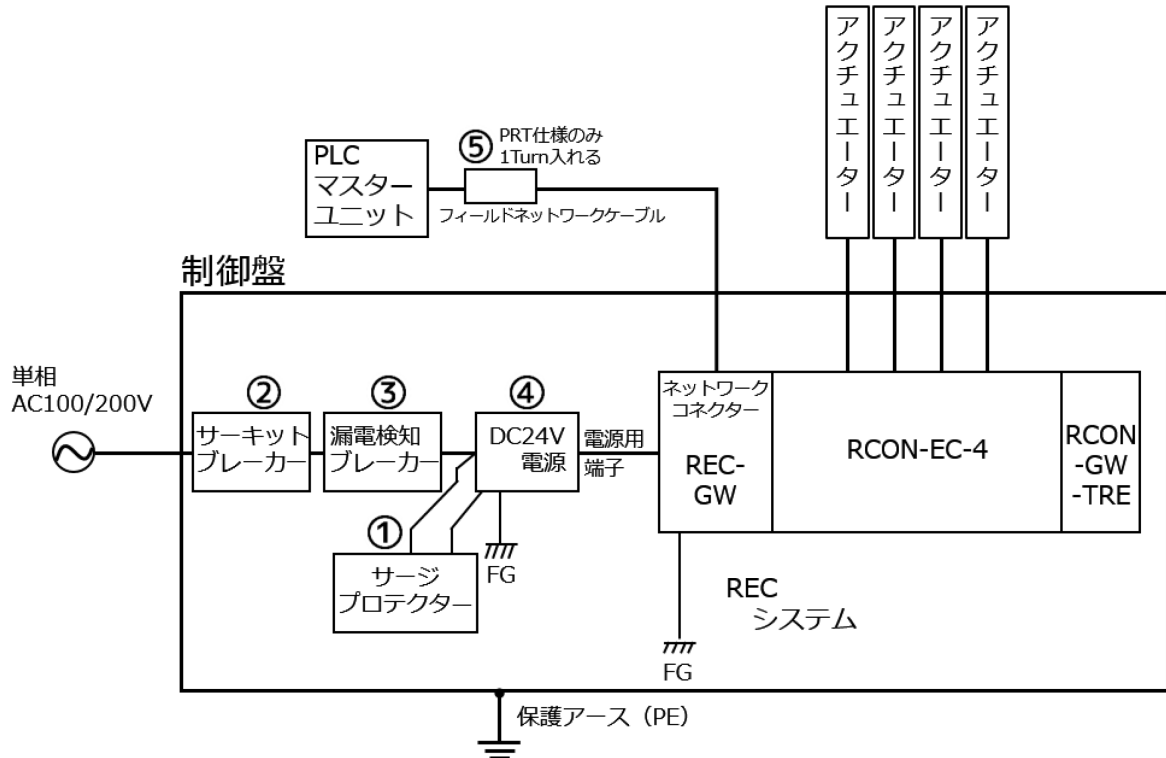 アクチュエーター
アクチュエーター
アクチュエーター
アクチュエーター
⑤
PRT仕様のみ
1Turn入れる
PLC
マスター
ユニット
フィールドネットワークケーブル
制御盤
単相
AC100/200V
②
サーキット
ブレーカー
③
漏電検知
ブレーカー
④
DC24V
電源
電源用
端子
ネットワーク
コネクター
REC-
GW
RCON-EC-4
RCON
-GW
-TRE
①
サージ
プロテクター
FG
REC
システム
FG
保護アース（PE）